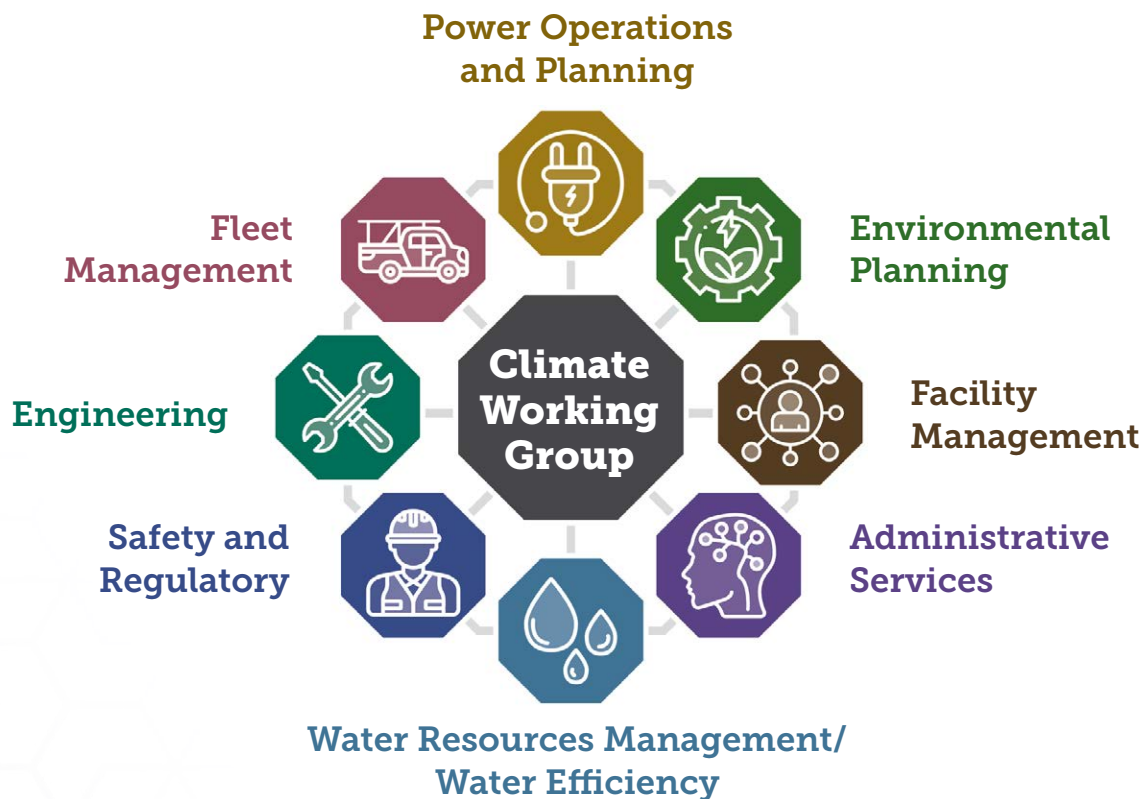 Power Operations
and Planning
Fleet
Management
Environmental
Planning
Climate
Working
Group
Engineering
Facility
Management
Safety and
Regulatory
Administrative
Services
Water Resources Management/
Water Efficiency